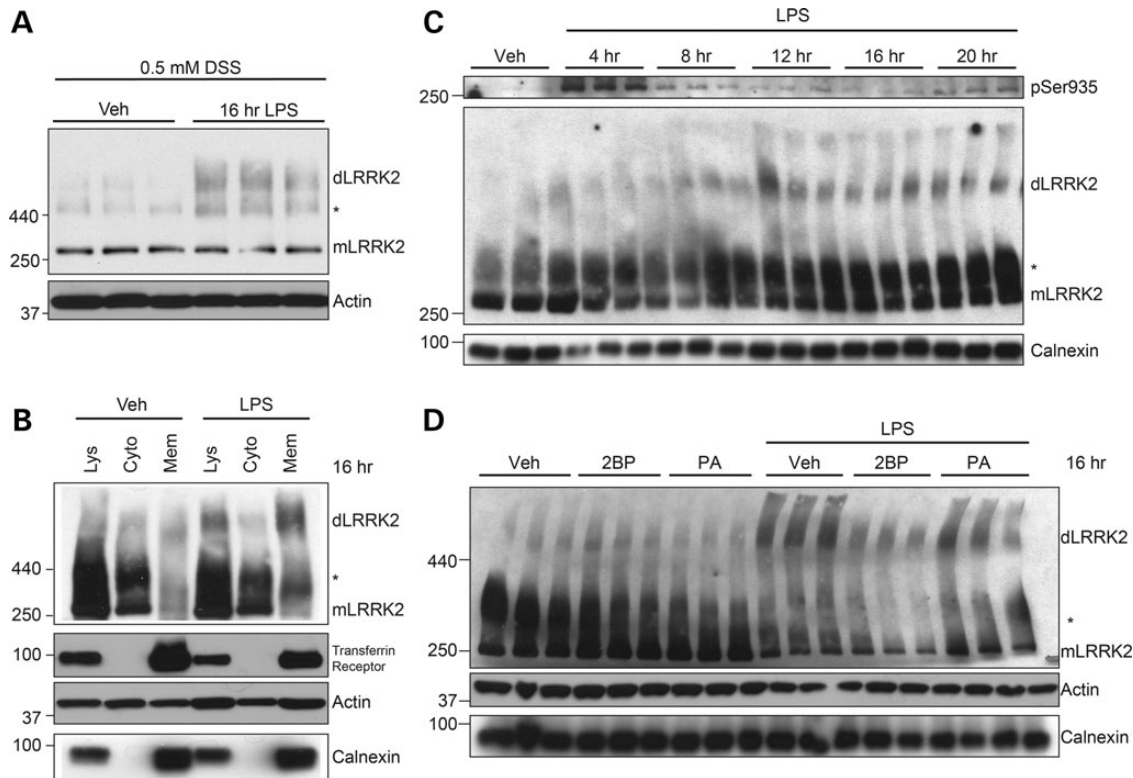 A
0.5 mM DSS
Veh 16 hr LPS
dLRRK2
440 *
mLRRK2
250
Actin
37
C
LPS
Veh 4 hr 8 hr 12 hr 16 hr 20 hr
250 pSer935
dLRRK2
*
mLRRK2
250
100
Calnexin
B
Veh LPS
Lys Cyto Mem Lys Cyto Mem 16 hr
dLRRK2
440
*
250 mLRRK2
100 Transferrin
Receptor
Actin
37
100 Calnexin
D
LPS
Veh 2BP PA Veh 2BP PA 16 hr
dLRRK2
440
*
250 mLRRK2
Actin
37
100
Calnexin